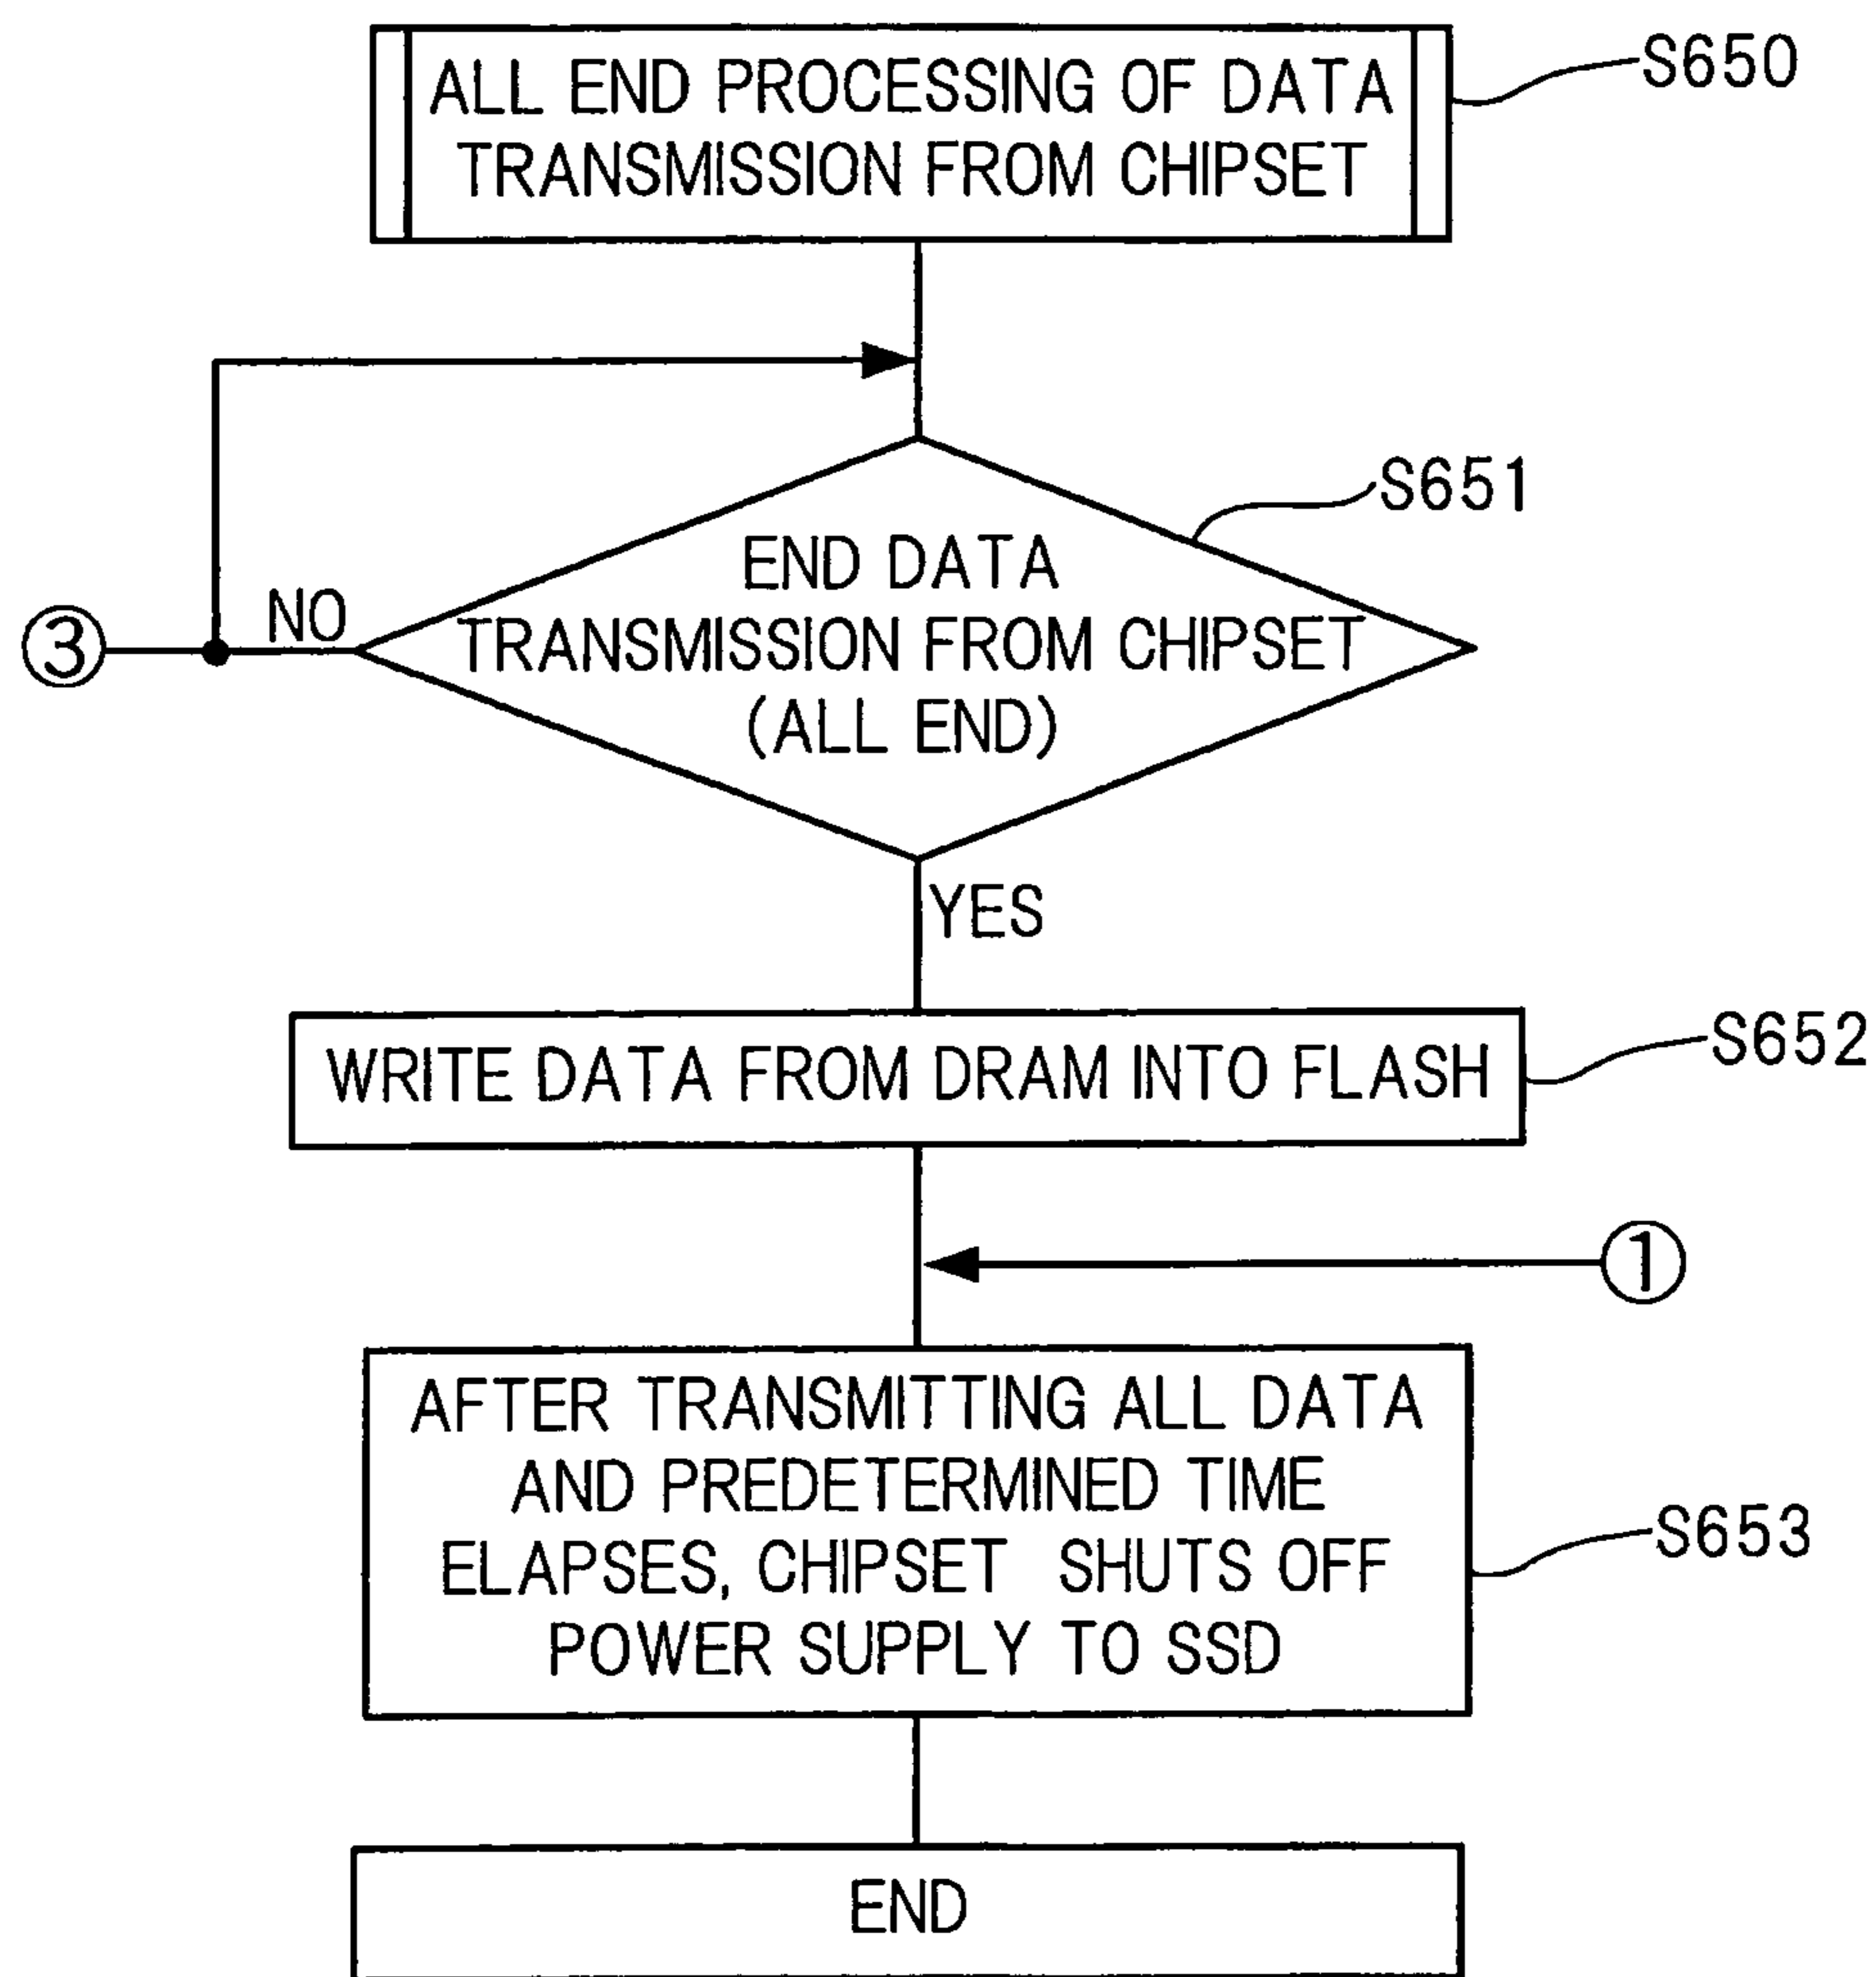 ALL END PROCESSING OF DATA
TRANSMISSION FROM CHIPSET
S650
S651
END DATA
TRANSMISSION FROM CHIPSET
(ALL END)
NO
③
YES
WRITE DATA FROM DRAM INTO FLASH
S652
①
AFTER TRANSMITTING ALL DATA
AND PREDETERMINED TIME
ELAPSES, CHIPSET SHUTS OFF
POWER SUPPLY TO SSD
S653
END